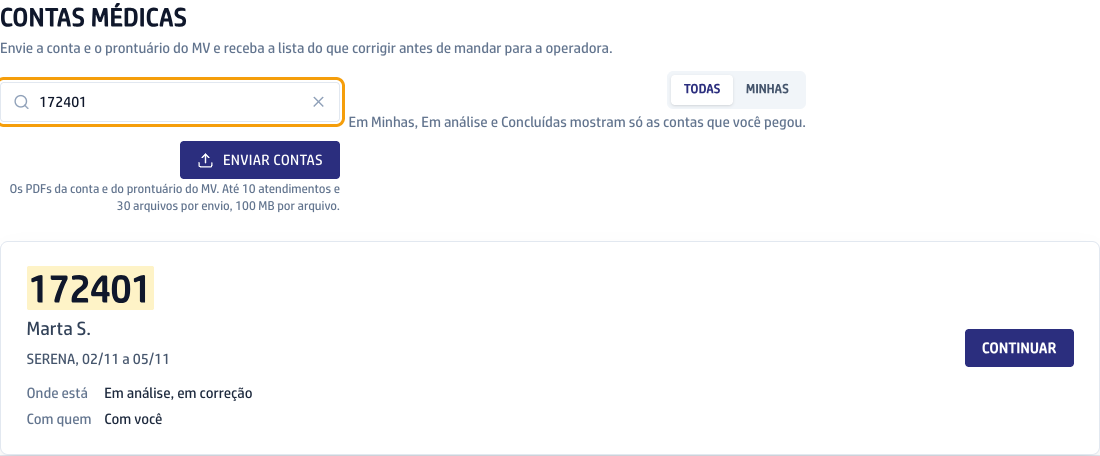 CONTAS MÉDICAS
Envie a conta e o prontuário do MV e receba a lista do que corrigir antes de mandar para a operadora.
172401
TODAS MINHAS
Em Minhas, Em análise e Concluídas mostram só as contas que você pegou.
ENVIAR CONTAS
Os PDFs da conta e do prontuário do MV. Até 10 atendimentos e
30 arquivos por envio, 100 MB por arquivo.
172401
Marta S.
SERENA, 02/11 a 05/11
CONTINUAR
Onde está Em análise, em correção
Com quem Com você